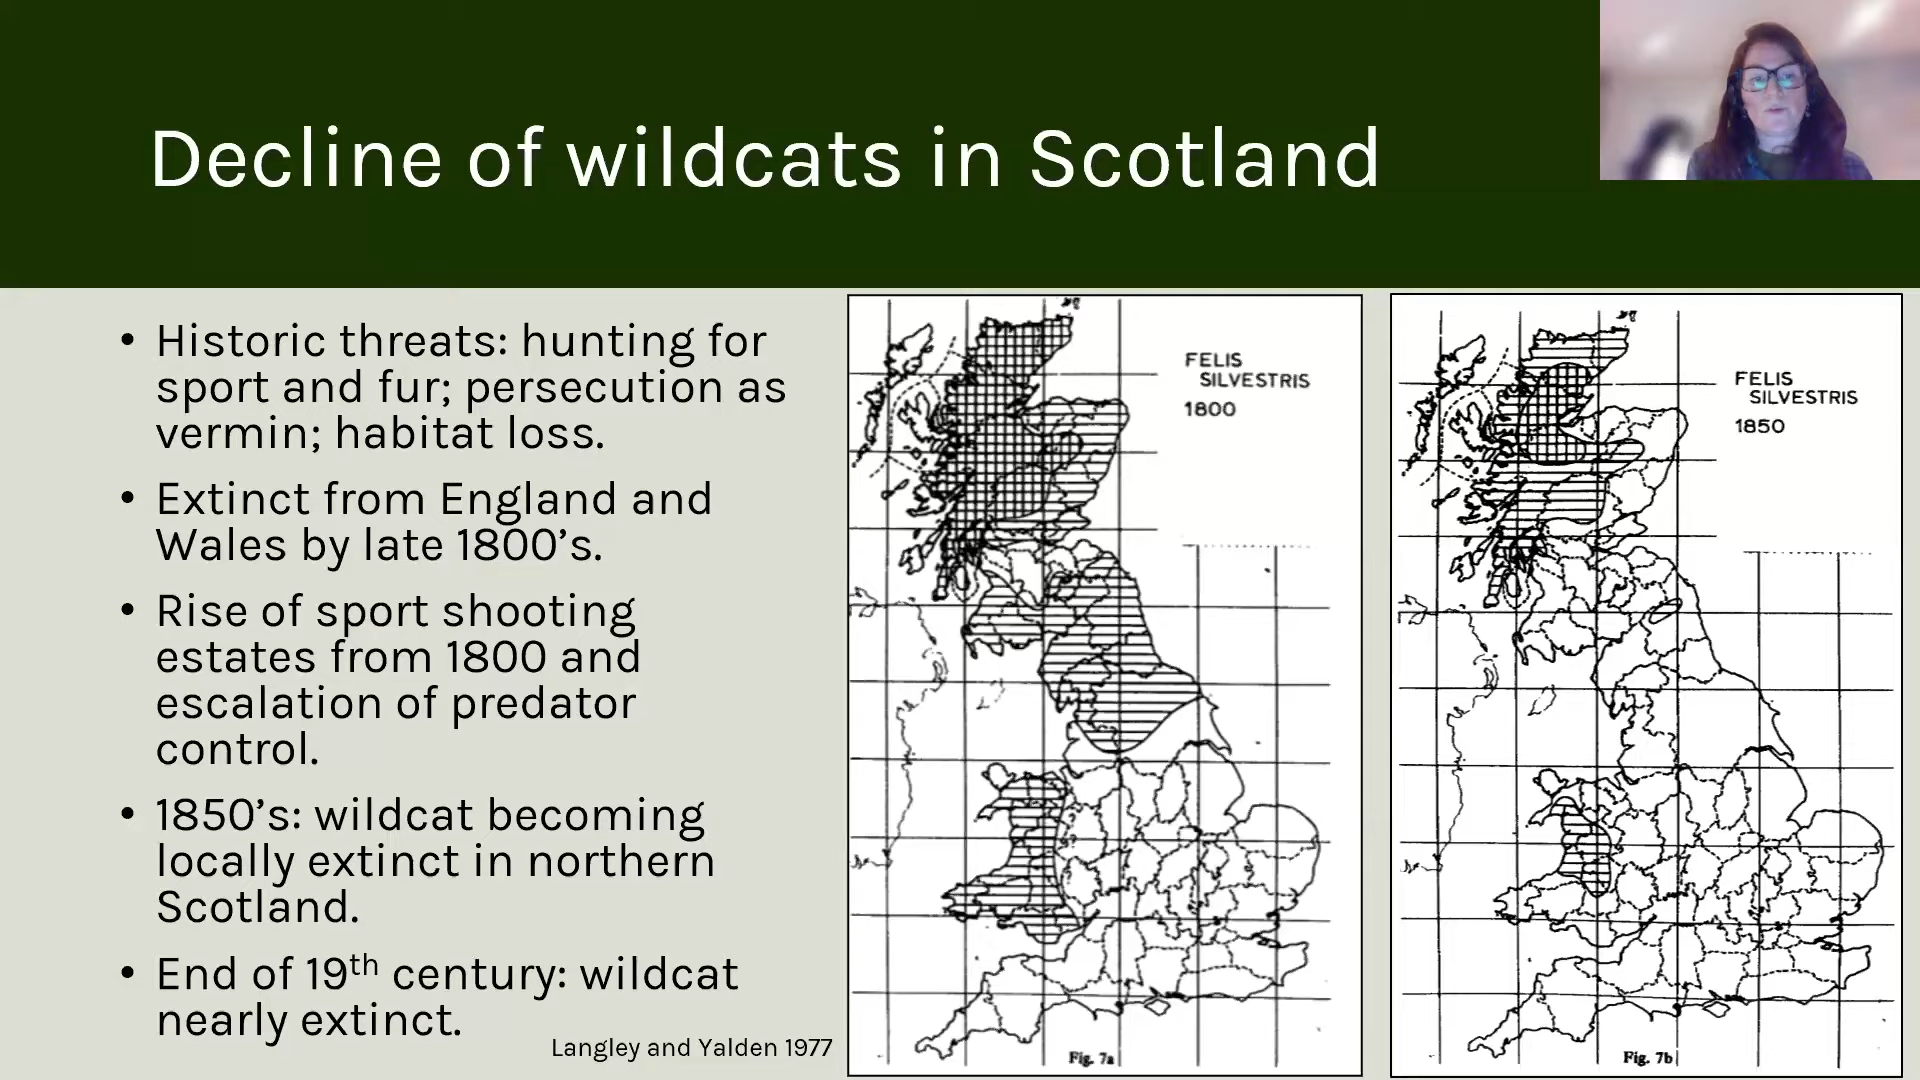 Decline of wildcats in Scotland
• Historic threats: hunting for
sport and fur; persecution as
vermin; habitat loss.
• Extinct from England and
Wales by late 1800’s.
• Rise of sport shooting
estates from 1800 and
escalation of predator
control.
• 1850’s: wildcat becoming
locally extinct in northern
Scotland.
• End of 19th century: wildcat
nearly extinct.
Langley and Yalden 1977
FELIS
SILVESTRIS
1800
Fig. 7a
FELIS
SILVESTRIS
1850
Fig. 7b